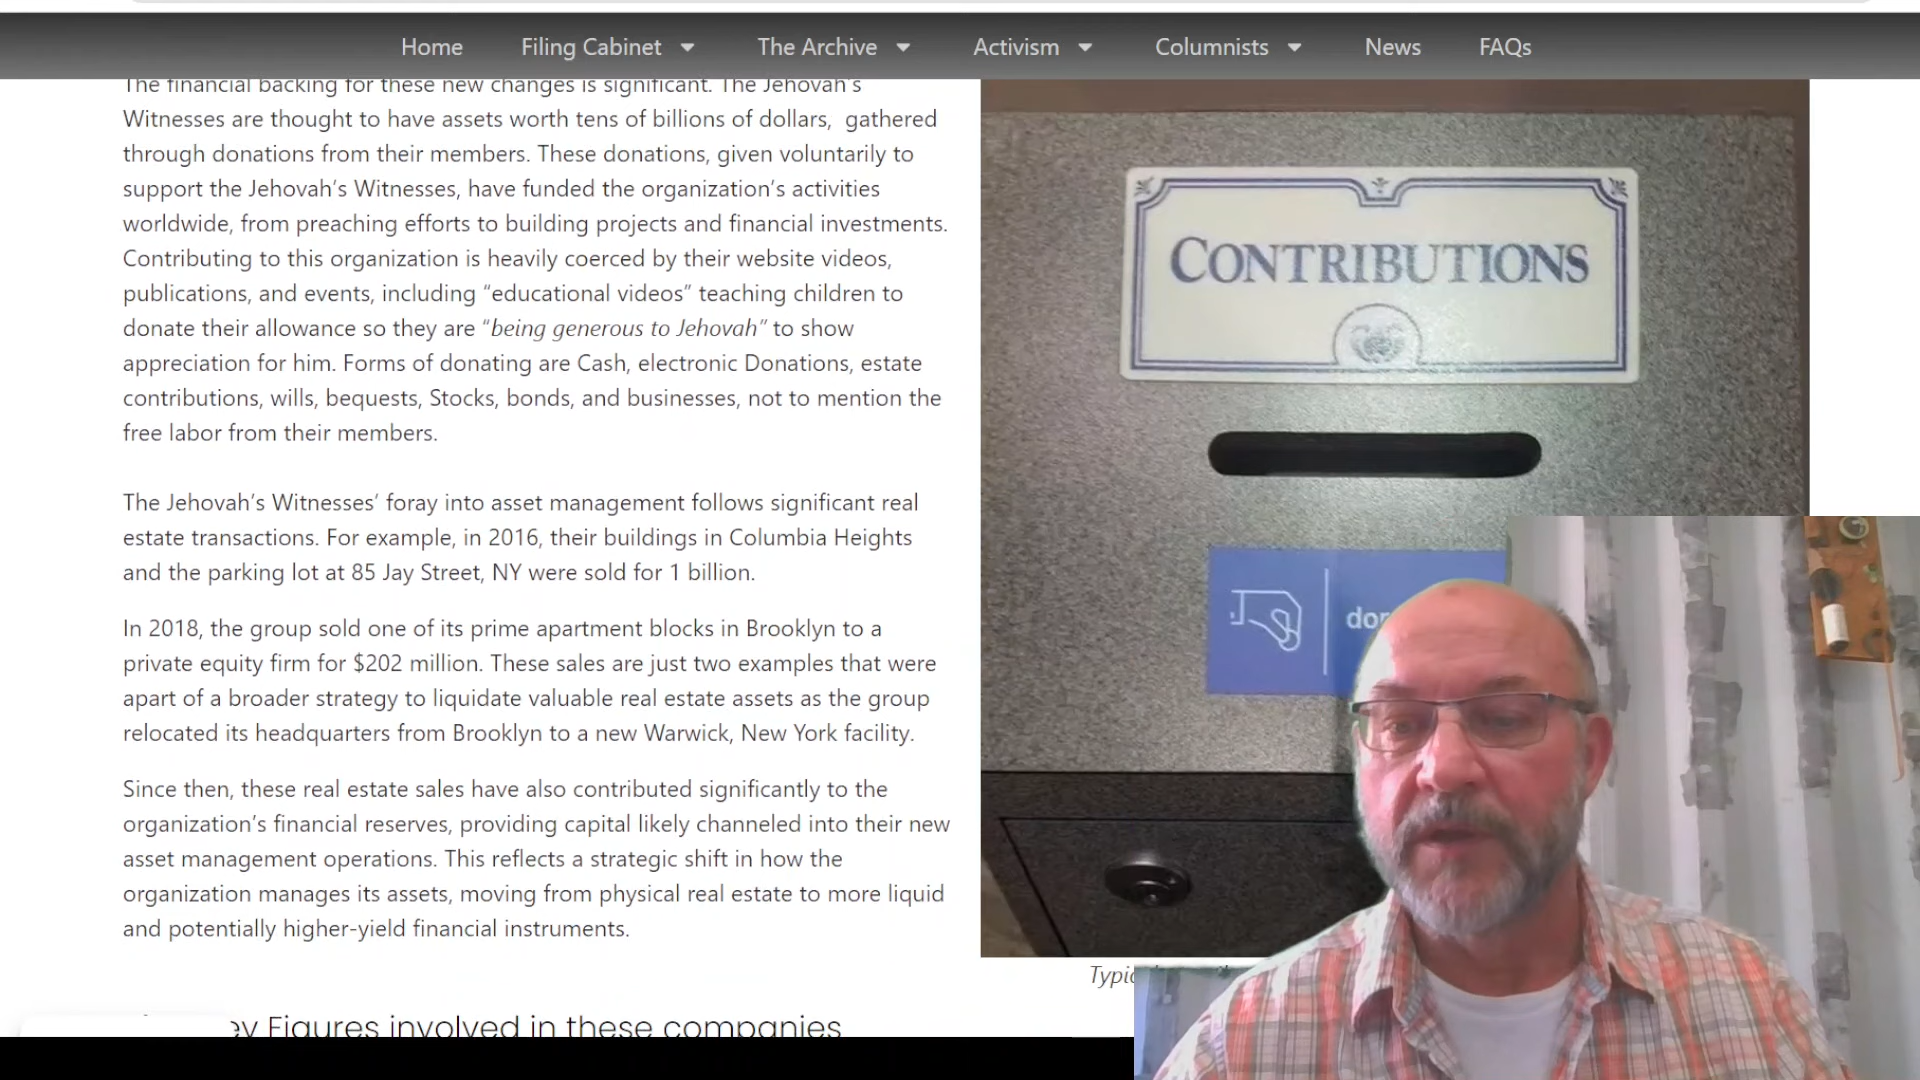 Home Filing Cabinet The Archive Activism Columnists News FAQs
The financial backing for these new changes is significant. The Jehovah's
Witnesses are thought to have assets worth tens of billions of dollars, gathered
through donations from their members. These donations, given voluntarily to
support the Jehovah's Witnesses, have funded the organization's activities
worldwide, from preaching efforts to building projects and financial investments.
Contributing to this organization is heavily coerced by their website videos,
publications, and events, including “educational videos” teaching children to
donate their allowance so they are “being generous to Jehovah” to show
appreciation for him. Forms of donating are Cash, electronic Donations, estate
contributions, wills, bequests, Stocks, bonds, and businesses, not to mention the
free labor from their members.
The Jehovah's Witnesses' foray into asset management follows significant real
estate transactions. For example, in 2016, their buildings in Columbia Heights
and the parking lot at 85 Jay Street, NY were sold for 1 billion.
In 2018, the group sold one of its prime apartment blocks in Brooklyn to a
private equity firm for $202 million. These sales are just two examples that were
apart of a broader strategy to liquidate valuable real estate assets as the group
relocated its headquarters from Brooklyn to a new Warwick, New York facility.
Since then, these real estate sales have also contributed significantly to the
organization's financial reserves, providing capital likely channeled into their new
asset management operations. This reflects a strategic shift in how the
organization manages its assets, moving from physical real estate to more liquid
and potentially higher-yield financial instruments.
Figures involved in these companies
CONTRIBUTIONS